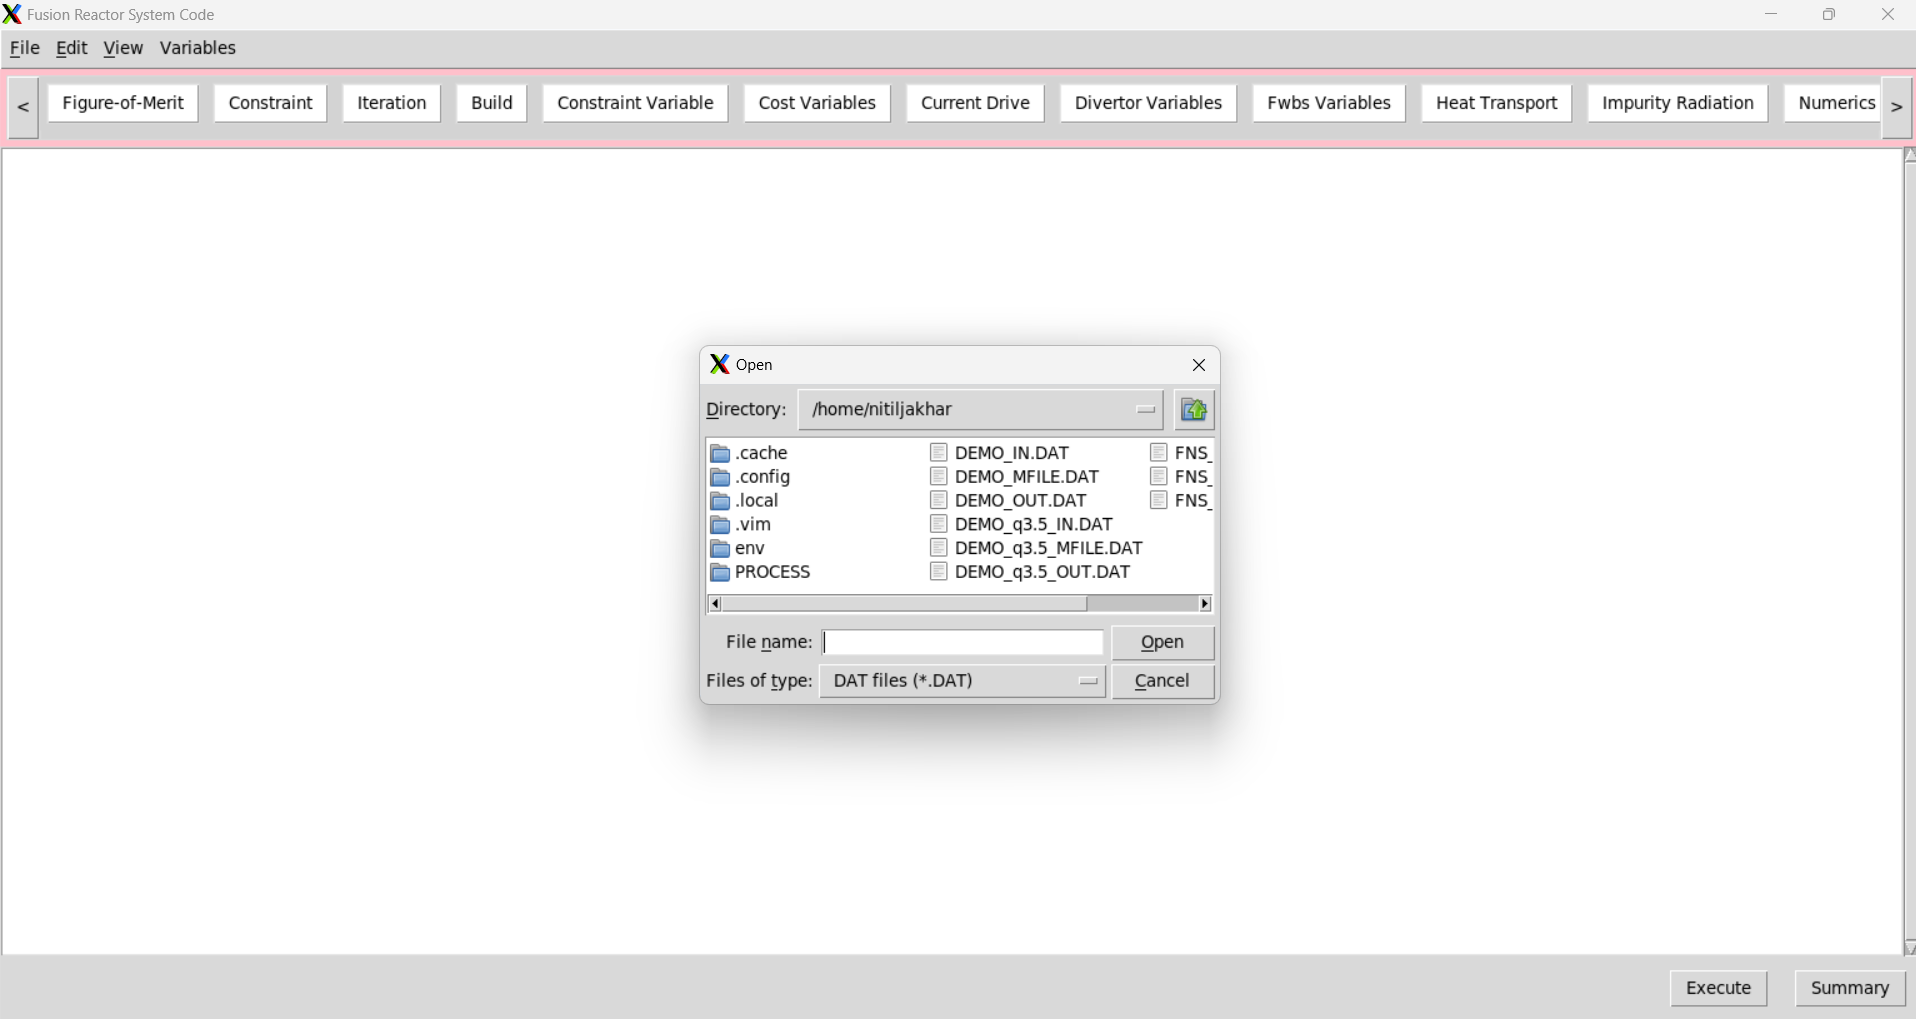 Fusion Reactor System Code
File Edit View Variables
< Figure-of-Merit Constraint Iteration Build Constraint Variable Cost Variables Current Drive Divertor Variables Fwbs Variables Heat Transport Impurity Radiation Numerics >
Open
Directory: /home/nitiljakhar
.cache DEMO_IN.DAT FNS_
.config DEMO_MFILE.DAT FNS_
.local DEMO_OUT.DAT FNS_
.vim DEMO_q3.5_IN.DAT
env DEMO_q3.5_MFILE.DAT
PROCESS DEMO_q3.5_OUT.DAT
File name: Open
Files of type: DAT files (*.DAT) Cancel
Execute Summary